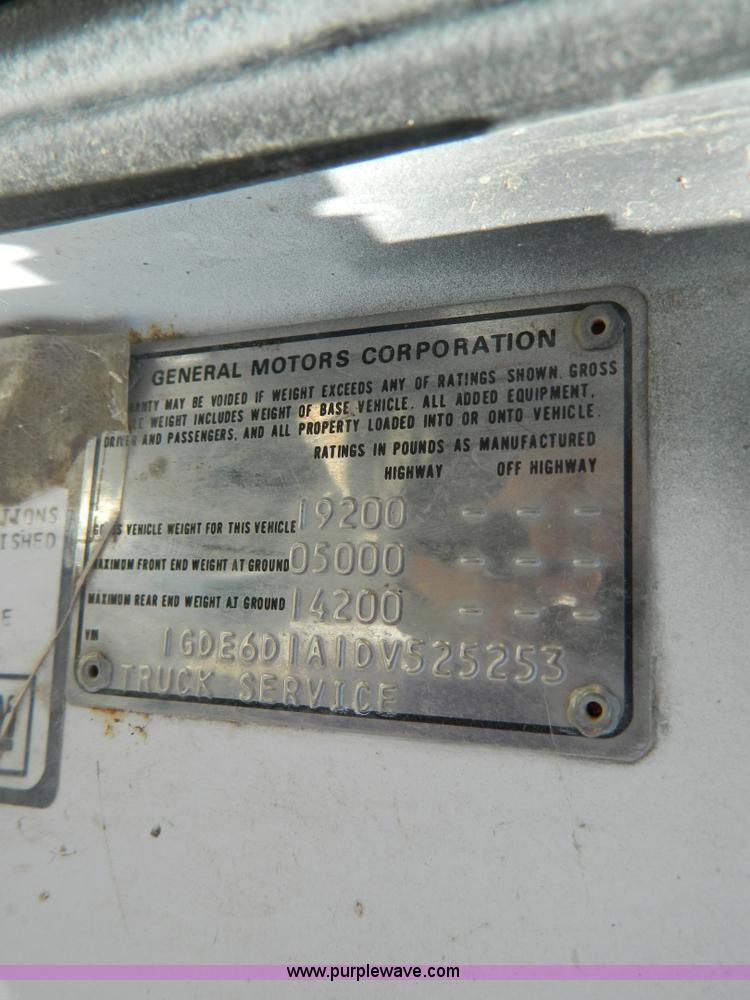 GENERAL MOTORS CORPORATION
MAY BE VOIDED IF WEIGHT EXCEEDS ANY OF RATINGS SHOWN. GROSS
WEIGHT INCLUDES WEIGHT OF BASE VEHICLE. ALL ADDED EQUIPMENT,
DRIVER AND PASSENGERS, AND ALL PROPERTY LOADED INTO OR ONTO VEHICLE.
RATINGS IN POUNDS AS MANUFACTURED
HIGHWAY OFF HIGHWAY
VEHICLE WEIGHT FOR THIS VEHICLE 19200 - - -
MAXIMUM FRONT END WEIGHT AT GROUND 05000 - - -
MAXIMUM REAR END WEIGHT AT GROUND 14200 - - -
VIN 1GDE6D1A1DV525253
TRUCK SERVICE
www.purplewave.com